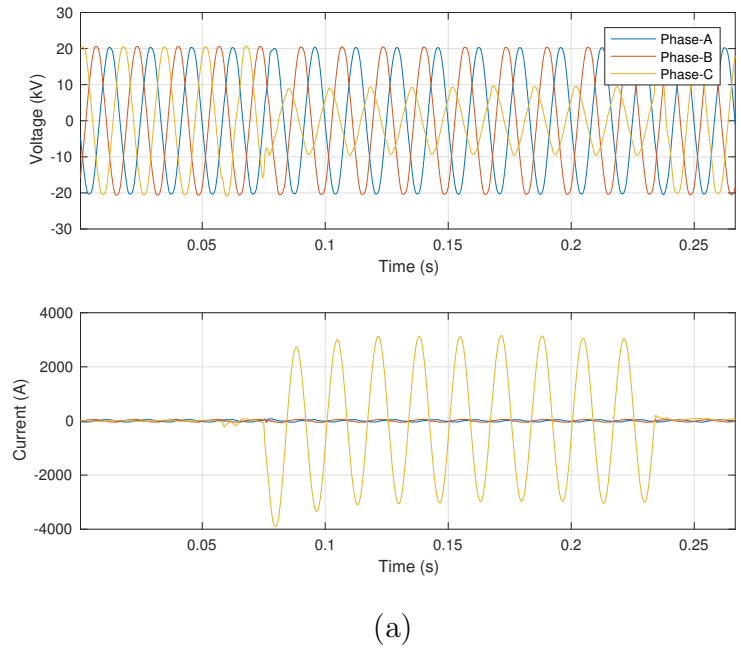 30
20
10
0
-10
-20
-30
Voltage (kV)
0.05
0.1
0.15
0.2
0.25
Time (s)
Phase-A
Phase-B
Phase-C
4000
2000
0
-2000
-4000
Current (A)
0.05
0.1
0.15
0.2
0.25
Time (s)
(a)